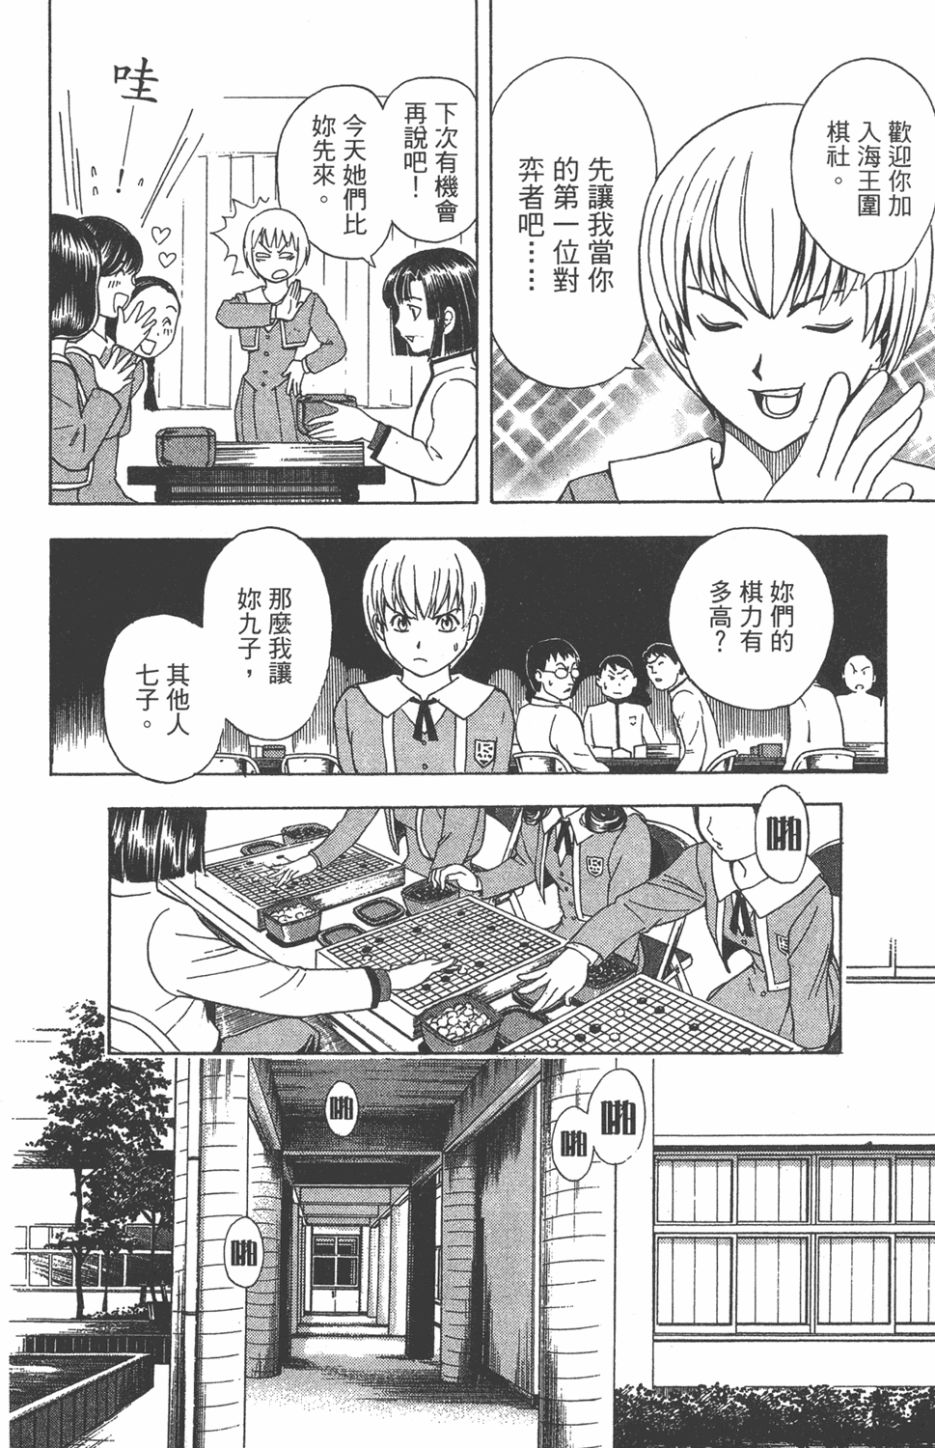 歡迎你加
入海王圍
棋社。
先讓我當你
的第一位對
弈者吧……
下次有機會
再說吧！
今天她們比
妳先來。
哇
！
妳們的
棋力有
多高？
那麼我讓
妳九子，
其他人
七子。
啪
啪
啪
啪
啪